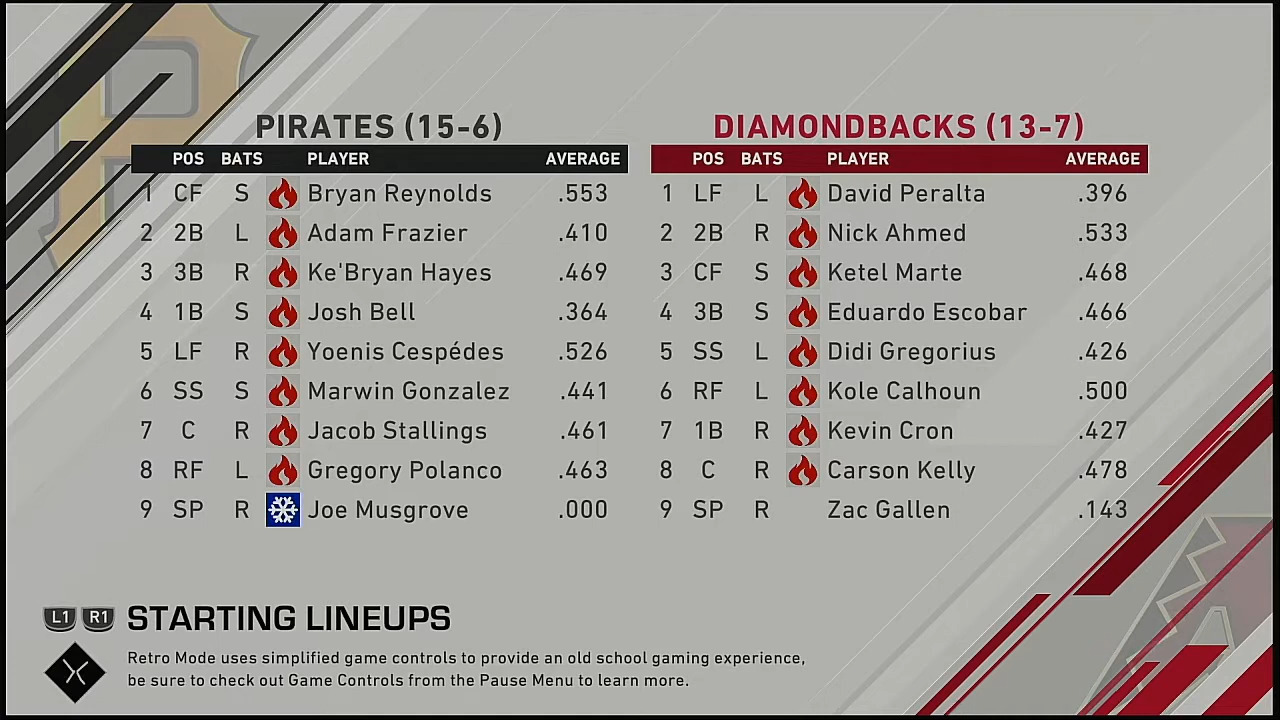 PIRATES (15-6)
POS BATS PLAYER AVERAGE
1 CF S Bryan Reynolds .553
2 2B L Adam Frazier .410
3 3B R Ke'Bryan Hayes .469
4 1B S Josh Bell .364
5 LF R Yoenis Cespédes .526
6 SS S Marwin Gonzalez .441
7 C R Jacob Stallings .461
8 RF L Gregory Polanco .463
9 SP R Joe Musgrove .000
DIAMONDBACKS (13-7)
POS BATS PLAYER AVERAGE
1 LF L David Peralta .396
2 2B R Nick Ahmed .533
3 CF S Ketel Marte .468
4 3B S Eduardo Escobar .466
5 SS L Didi Gregorius .426
6 RF L Kole Calhoun .500
7 1B R Kevin Cron .427
8 C R Carson Kelly .478
9 SP R Zac Gallen .143
L1 R1 STARTING LINEUPS
Retro Mode uses simplified game controls to provide an old school gaming experience,
be sure to check out Game Controls from the Pause Menu to learn more.